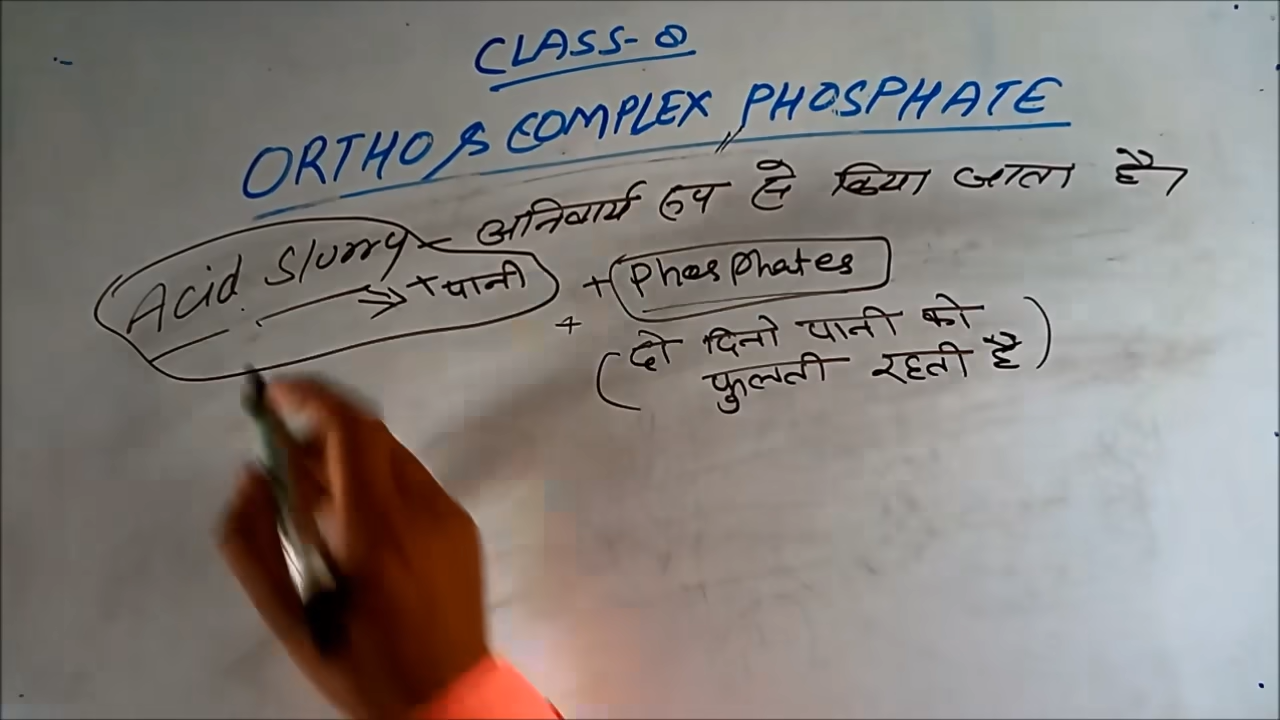 CLASS-8
ORTHO & COMPLEX PHOSPHATE
Acid Slurry - अनिवार्य रुप से किया जाता है
+ पानी + Phosphates
+
(दो दिनो पानी को
फुलती रहती है)